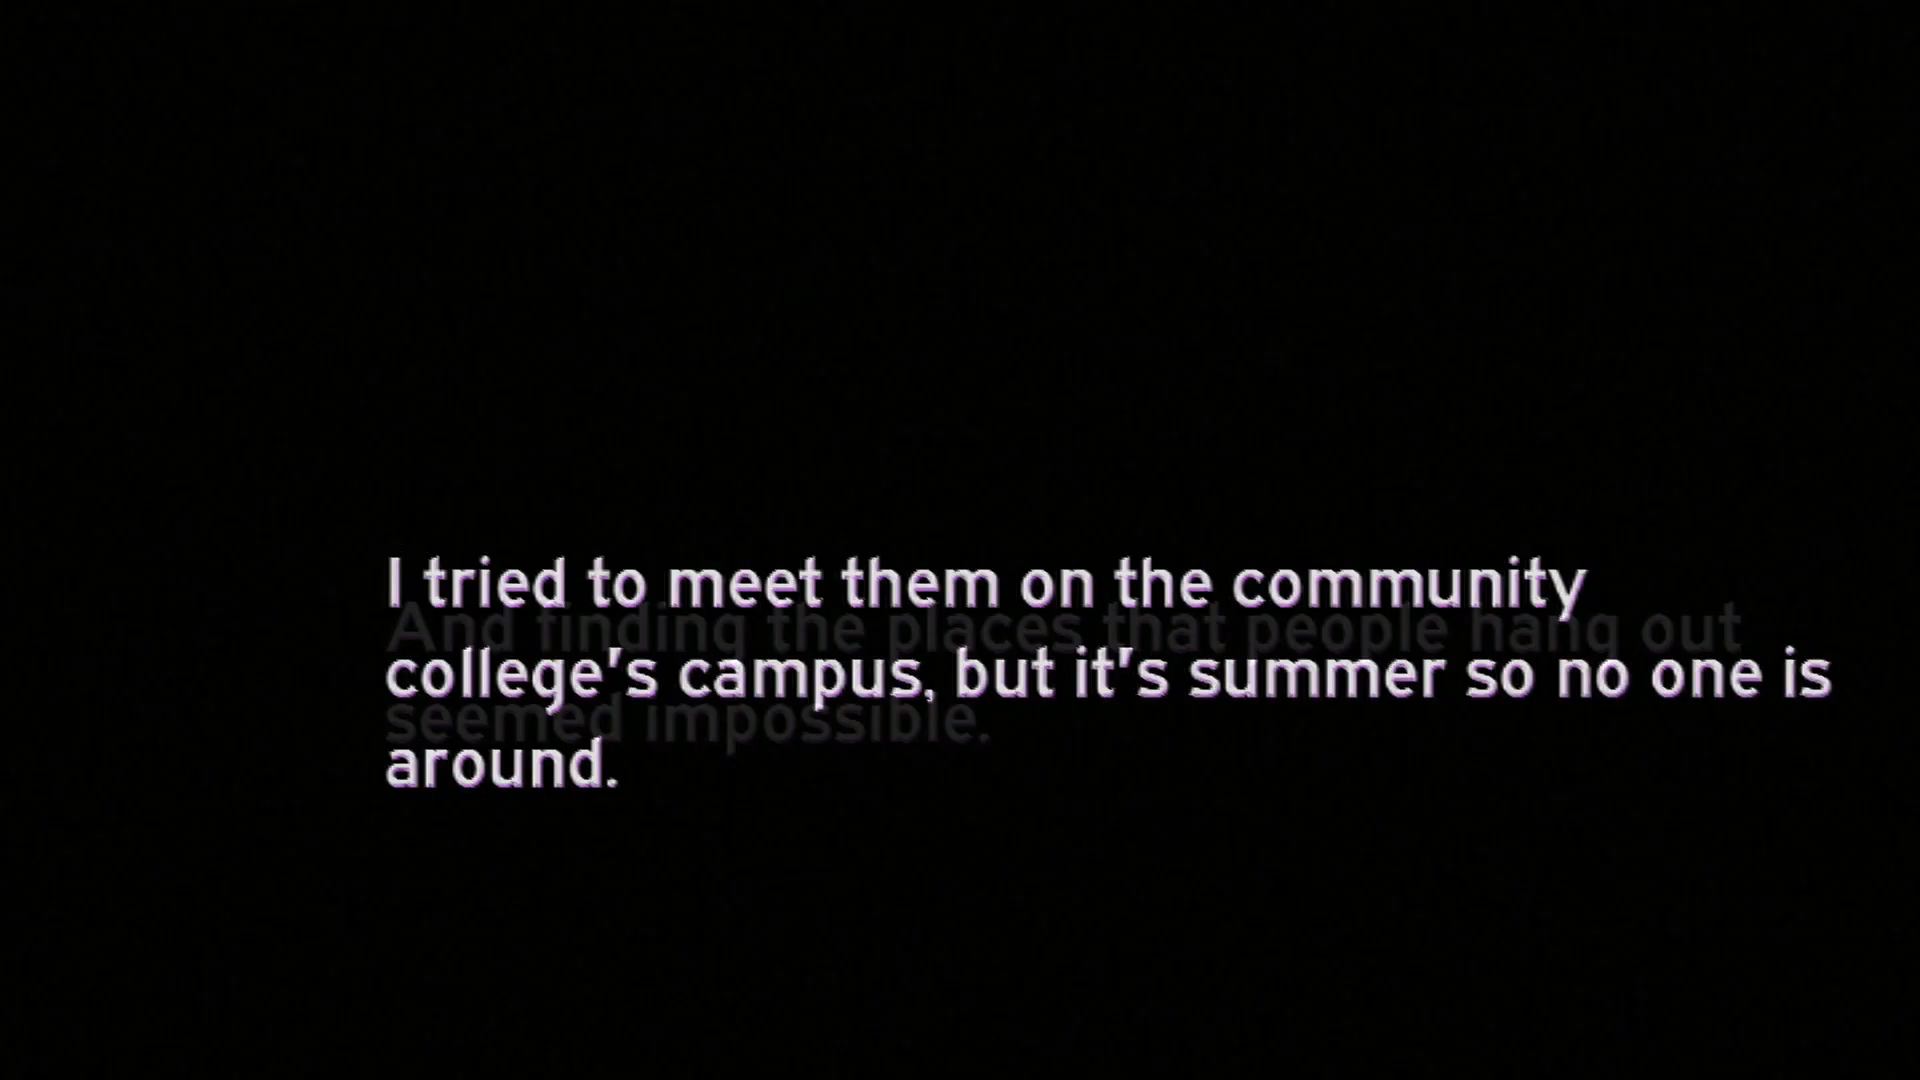 I tried to meet them on the community
And finding the places that people hang out
college's campus, but it's summer so no one is
seemed impossible.
around.